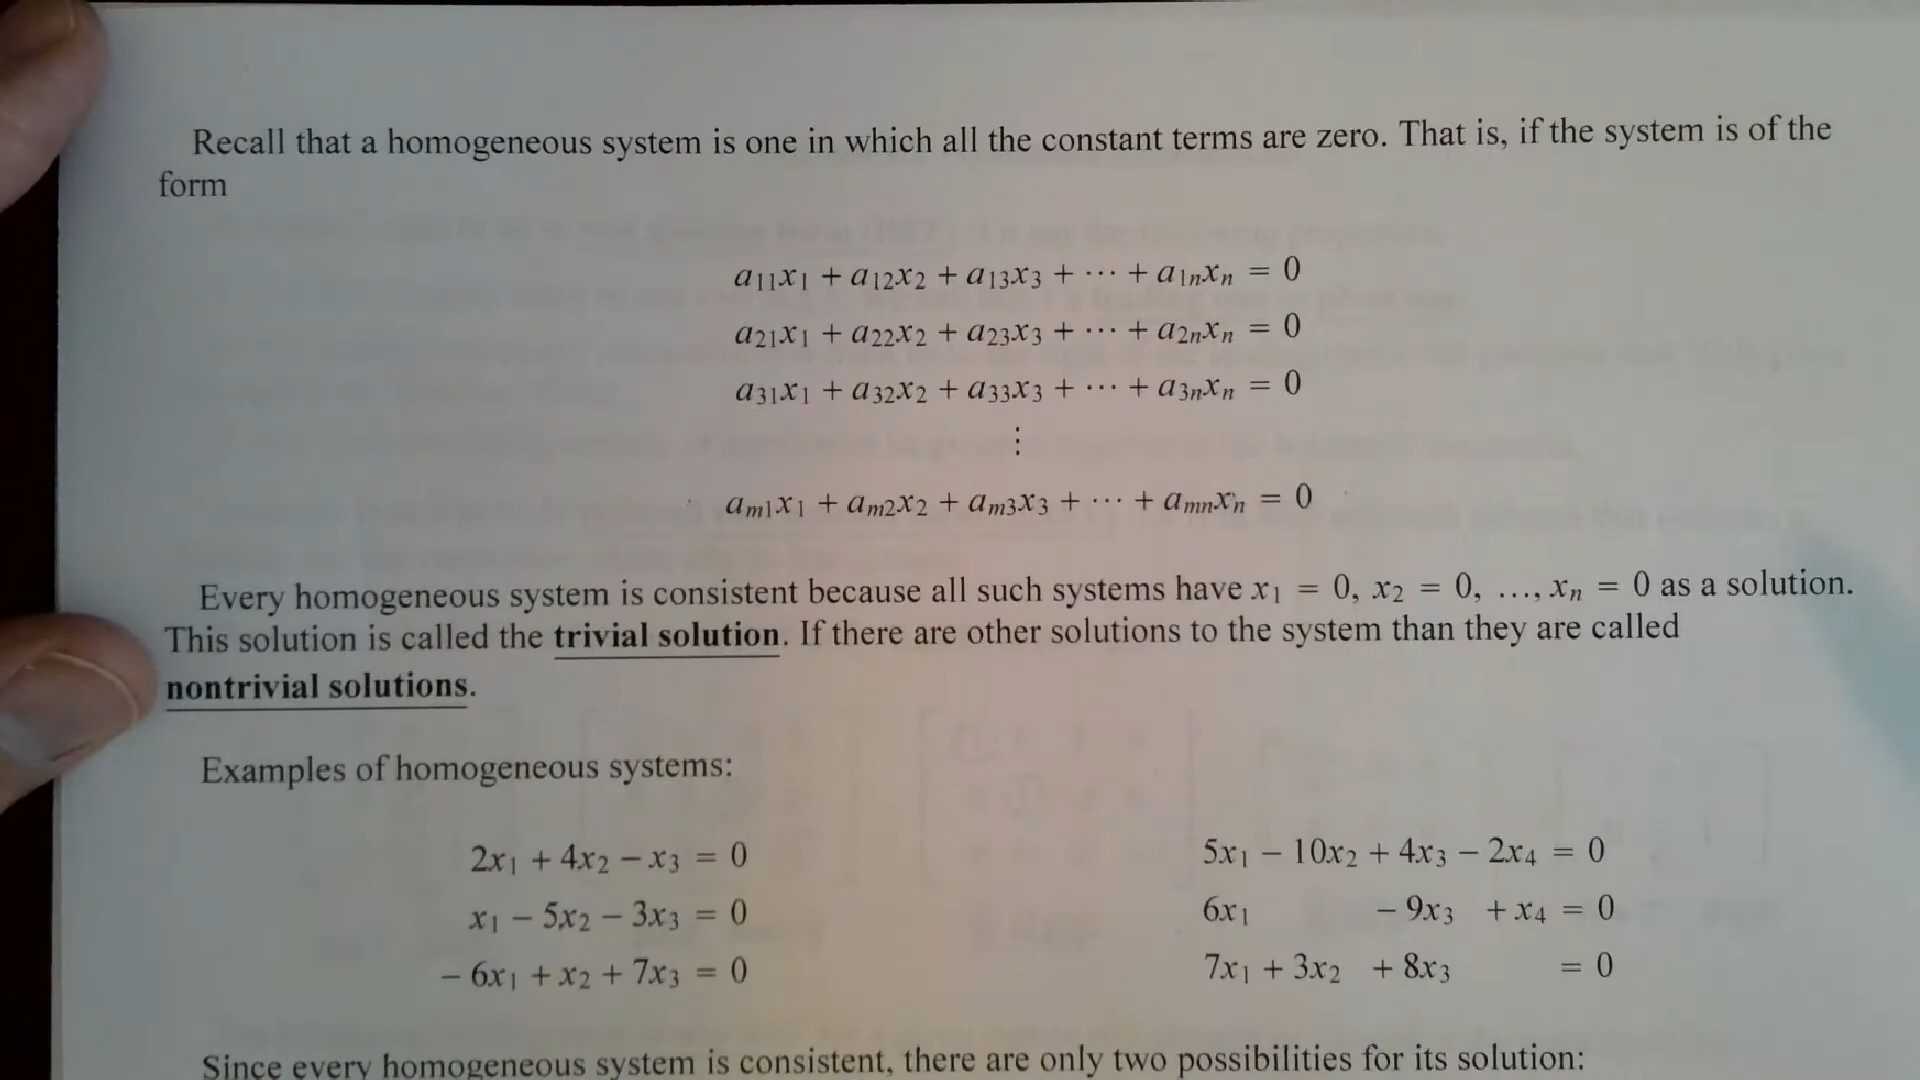 Recall that a homogeneous system is one in which all the constant terms are zero. That is, if the system is of the
form
a11x1 + a12x2 + a13x3 + ⋯ + a1nxn = 0
a21x1 + a22x2 + a23x3 + ⋯ + a2nxn = 0
a31x1 + a32x2 + a33x3 + ⋯ + a3nxn = 0
⋮
am1x1 + am2x2 + am3x3 + ⋯ + amnxn = 0
Every homogeneous system is consistent because all such systems have x1 = 0, x2 = 0, ..., xn = 0 as a solution.
This solution is called the trivial solution. If there are other solutions to the system than they are called
nontrivial solutions.
Examples of homogeneous systems:
2x1 + 4x2 − x3 = 0
x1 − 5x2 − 3x3 = 0
− 6x1 + x2 + 7x3 = 0
5x1 − 10x2 + 4x3 − 2x4 = 0
6x1 − 9x3 + x4 = 0
7x1 + 3x2 + 8x3 = 0
Since every homogeneous system is consistent, there are only two possibilities for its solution: